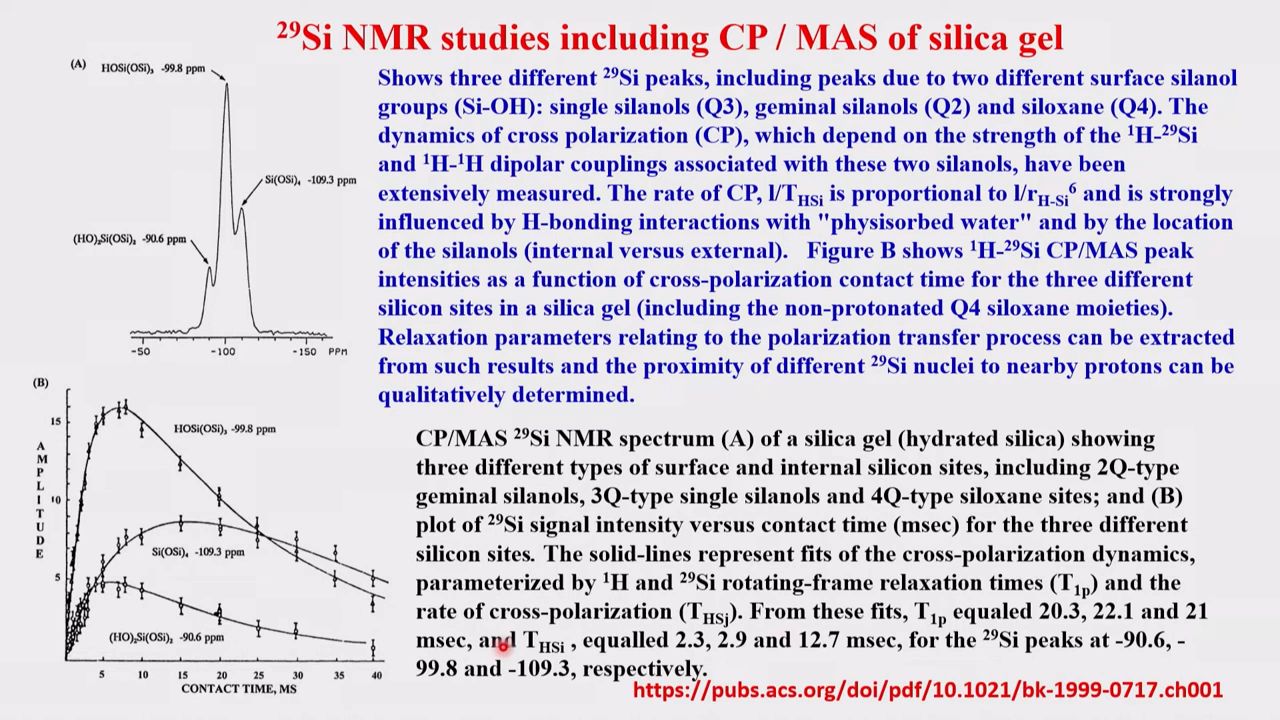 ²⁹Si NMR studies including CP / MAS of silica gel
(A)
HOSi(OSi)₃ -99.8 ppm
Si(OSi)₄ -109.3 ppm
(HO)₂Si(OSi)₂ -90.6 ppm
-50 -100 -150 PPM
Shows three different ²⁹Si peaks, including peaks due to two different surface silanol
groups (Si-OH): single silanols (Q3), geminal silanols (Q2) and siloxane (Q4). The
dynamics of cross polarization (CP), which depend on the strength of the ¹H-²⁹Si
and ¹H-¹H dipolar couplings associated with these two silanols, have been
extensively measured. The rate of CP, l/T_HSi is proportional to l/r_H-Si⁶ and is strongly
influenced by H-bonding interactions with "physisorbed water" and by the location
of the silanols (internal versus external). Figure B shows ¹H-²⁹Si CP/MAS peak
intensities as a function of cross-polarization contact time for the three different
silicon sites in a silica gel (including the non-protonated Q4 siloxane moieties).
Relaxation parameters relating to the polarization transfer process can be extracted
from such results and the proximity of different ²⁹Si nuclei to nearby protons can be
qualitatively determined.
(B)
AMPLITUDE
15
10
5
HOSi(OSi)₃ -99.8 ppm
Si(OSi)₄ -109.3 ppm
(HO)₂Si(OSi)₂ -90.6 ppm
5 10 15 20 25 30 35 40
CONTACT TIME, MS
CP/MAS ²⁹Si NMR spectrum (A) of a silica gel (hydrated silica) showing
three different types of surface and internal silicon sites, including 2Q-type
geminal silanols, 3Q-type single silanols and 4Q-type siloxane sites; and (B)
plot of ²⁹Si signal intensity versus contact time (msec) for the three different
silicon sites. The solid-lines represent fits of the cross-polarization dynamics,
parameterized by ¹H and ²⁹Si rotating-frame relaxation times (T₁ₚ) and the
rate of cross-polarization (T_HSj). From these fits, T₁ₚ equaled 20.3, 22.1 and 21
msec, and T_HSi , equalled 2.3, 2.9 and 12.7 msec, for the ²⁹Si peaks at -90.6, -
99.8 and -109.3, respectively.
https://pubs.acs.org/doi/pdf/10.1021/bk-1999-0717.ch001